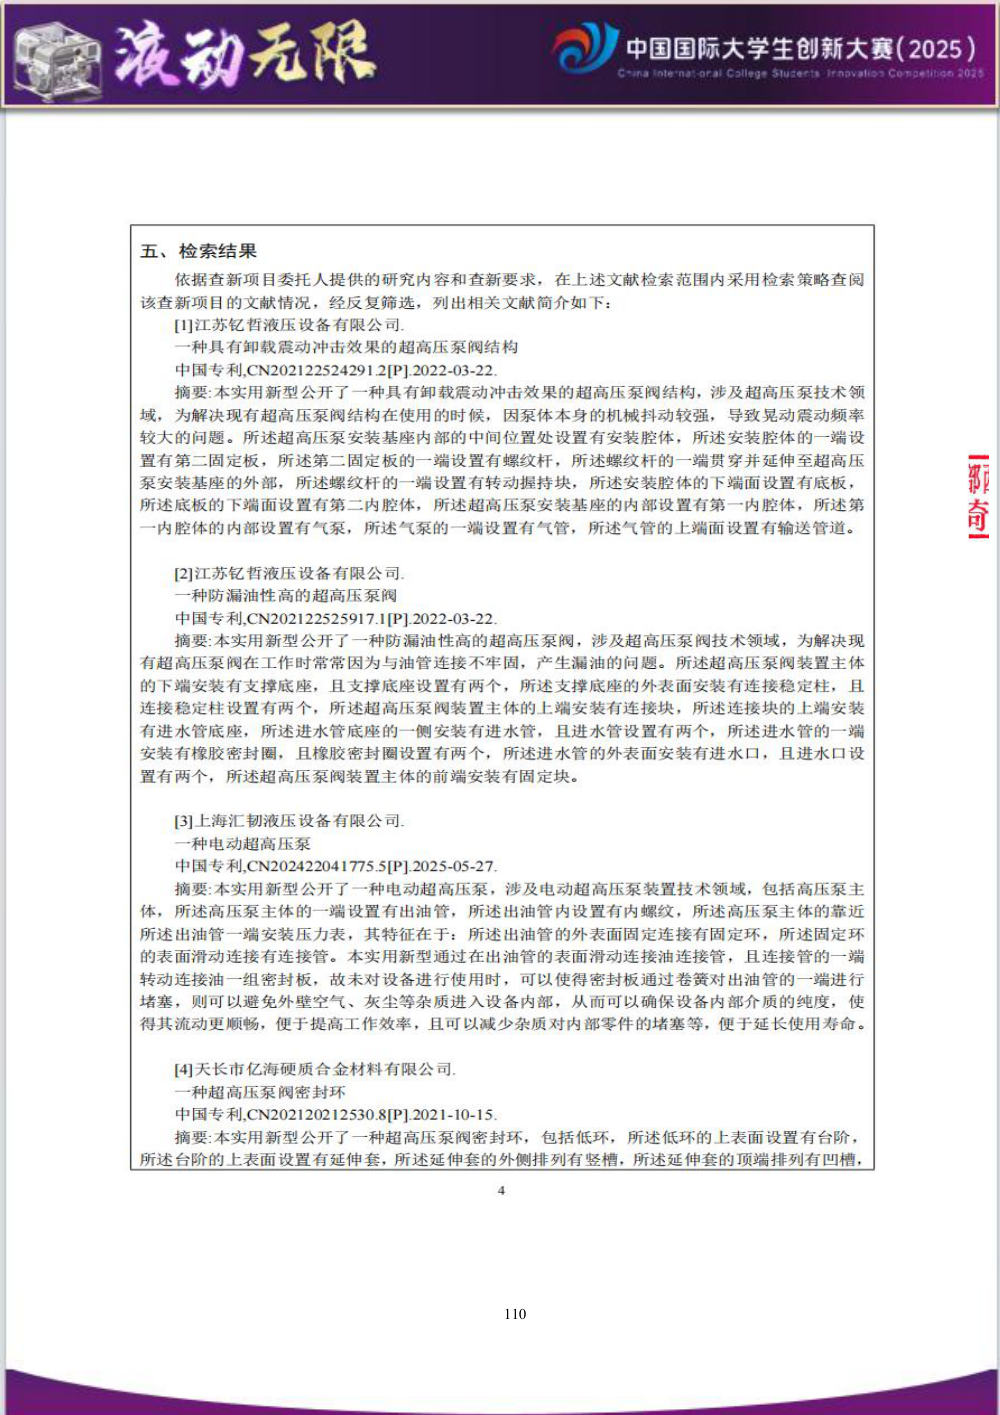 液动无限
中国国际大学生创新大赛(2025)
China International College Students' Innovation Competition 2025
五、检索结果
依据查新项目委托人提供的研究内容和查新要求，在上述文献检索范围内采用检索策略查阅
该查新项目的文献情况，经反复筛选，列出相关文献简介如下：
[1]江苏钇哲液压设备有限公司.
一种具有卸载震动冲击效果的超高压泵阀结构
中国专利,CN202122524291.2[P].2022-03-22.
摘要:本实用新型公开了一种具有卸载震动冲击效果的超高压泵阀结构，涉及超高压泵技术领
域，为解决现有超高压泵阀结构在使用的时候，因泵体本身的机械抖动较强，导致晃动震动频率
较大的问题。所述超高压泵安装基座内部的中间位置处设置有安装腔体，所述安装腔体的一端设
置有第二固定板，所述第二固定板的一端设置有螺纹杆，所述螺纹杆的一端贯穿并延伸至超高压
泵安装基座的外部，所述螺纹杆的一端设置有转动握持块，所述安装腔体的下端面设置有底板，
所述底板的下端面设置有第二内腔体，所述超高压泵安装基座的内部设置有第一内腔体，所述第
一内腔体的内部设置有气泵，所述气泵的一端设置有气管，所述气管的上端面设置有输送管道。
[2]江苏钇哲液压设备有限公司.
一种防漏油性高的超高压泵阀
中国专利,CN202122525917.1[P].2022-03-22.
摘要:本实用新型公开了一种防漏油性高的超高压泵阀，涉及超高压泵阀技术领域，为解决现
有超高压泵阀在工作时常常因为与油管连接不牢固，产生漏油的问题。所述超高压泵阀装置主体
的下端安装有支撑底座，且支撑底座设置有两个，所述支撑底座的外表面安装有连接稳定柱，且
连接稳定柱设置有两个，所述超高压泵阀装置主体的上端安装有连接块，所述连接块的上端安装
有进水管底座，所述进水管底座的一侧安装有进水管，且进水管设置有两个，所述进水管的一端
安装有橡胶密封圈，且橡胶密封圈设置有两个，所述进水管的外表面安装有进水口，且进水口设
置有两个，所述超高压泵阀装置主体的前端安装有固定块。
[3]上海汇韧液压设备有限公司.
一种电动超高压泵
中国专利,CN202422041775.5[P].2025-05-27.
摘要:本实用新型公开了一种电动超高压泵，涉及电动超高压泵装置技术领域，包括高压泵主
体，所述高压泵主体的一端设置有出油管，所述出油管内设置有内螺纹，所述高压泵主体的靠近
所述出油管一端安装压力表，其特征在于：所述出油管的外表面固定连接有固定环，所述固定环
的表面滑动连接有连接管。本实用新型通过在出油管的表面滑动连接油连接管，且连接管的一端
转动连接油一组密封板，故未对设备进行使用时，可以使得密封板通过卷簧对出油管的一端进行
堵塞，则可以避免外壁空气、灰尘等杂质进入设备内部，从而可以确保设备内部介质的纯度，使
得其流动更顺畅，便于提高工作效率，且可以减少杂质对内部零件的堵塞等，便于延长使用寿命。
[4]天长市亿海硬质合金材料有限公司.
一种超高压泵阀密封环
中国专利,CN202120212530.8[P].2021-10-15.
摘要:本实用新型公开了一种超高压泵阀密封环，包括低环，所述低环的上表面设置有台阶，
所述台阶的上表面设置有延伸套，所述延伸套的外侧排列有竖槽，所述延伸套的顶端排列有凹槽，
4
110